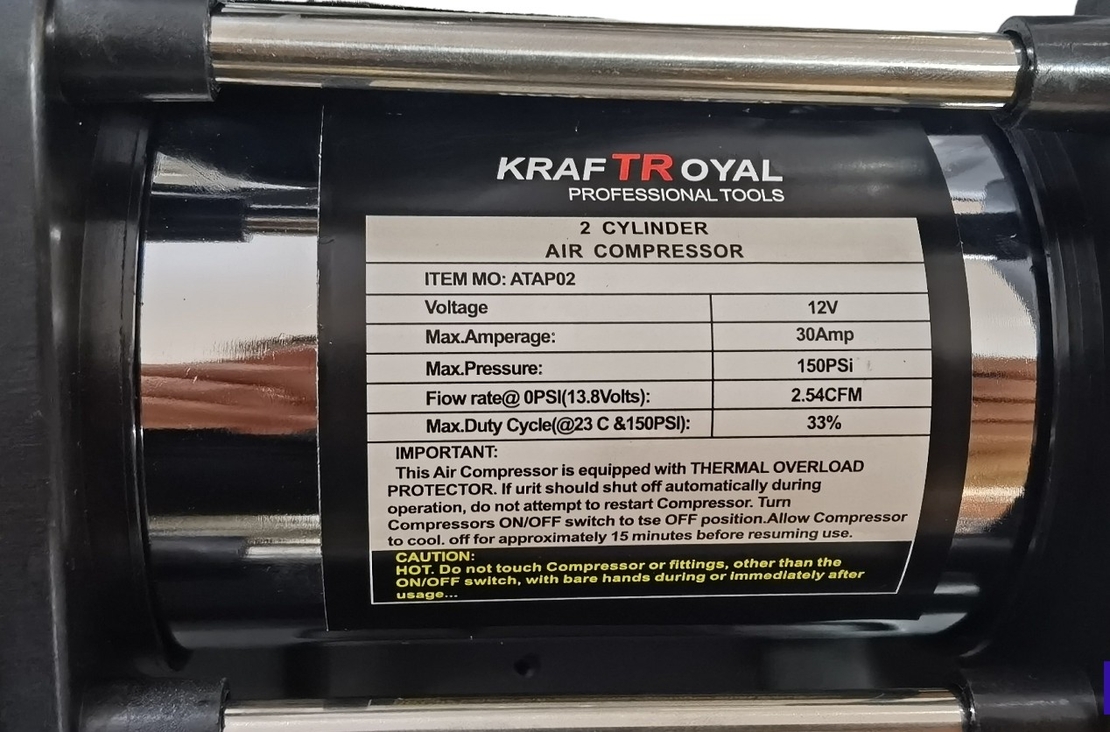 KRAFTROYAL
PROFESSIONAL TOOLS
2 CYLINDER
AIR COMPRESSOR
ITEM MO: ATAP02
Voltage 12V
Max.Amperage: 30Amp
Max.Pressure: 150PSi
Fiow rate@ 0PSI(13.8Volts): 2.54CFM
Max.Duty Cycle(@23 C &150PSI): 33%
IMPORTANT:
This Air Compressor is equipped with THERMAL OVERLOAD
PROTECTOR. If urit should shut off automatically during
operation, do not attempt to restart Compressor. Turn
Compressors ON/OFF switch to tse OFF position.Allow Compressor
to cool. off for approximately 15 minutes before resuming use.
CAUTION:
HOT. Do not touch Compressor or fittings, other than the
ON/OFF switch, with bare hands during or immediately after
usage...